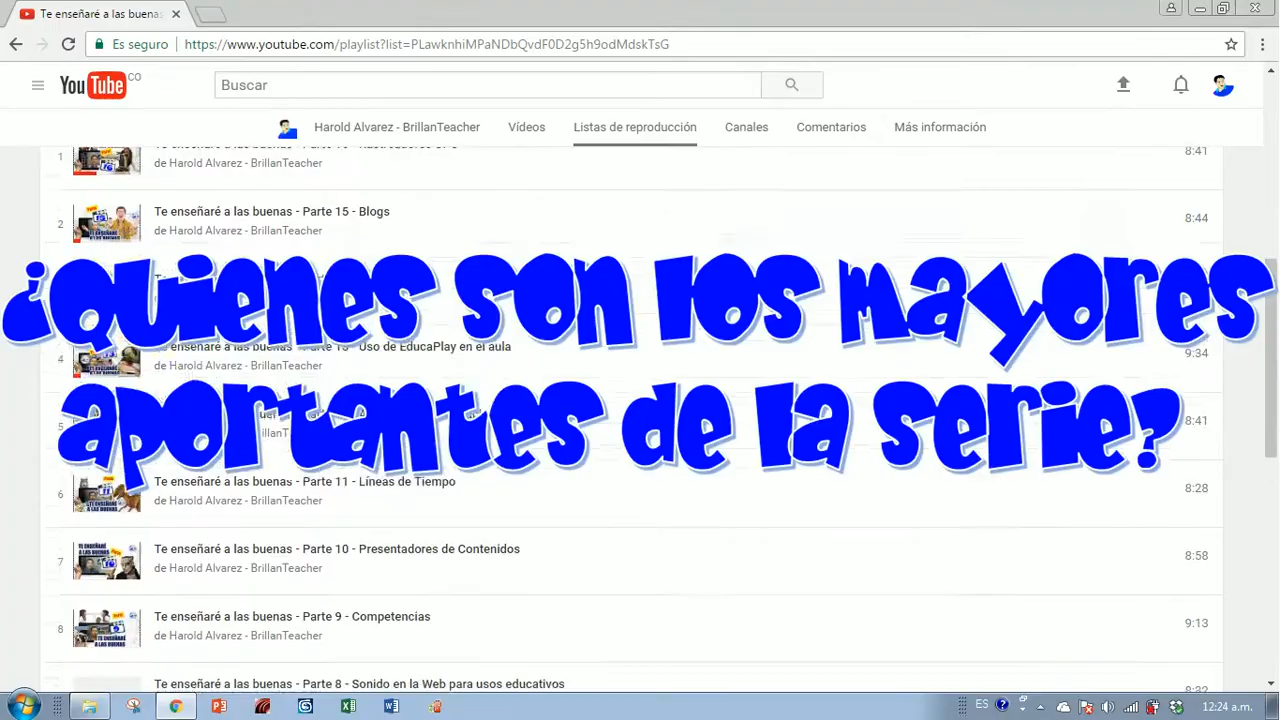 Te enseñaré a las buenas
Es seguro
https://www.youtube.com/playlist?list=PLawknhiMPaNDbQvdF0D2g5h9odMdskTsG
YouTube CO
Buscar
Harold Alvarez - BrillanTeacher
Vídeos
Listas de reproducción
Canales
Comentarios
Más información
1
8:41
de Harold Alvarez - BrillanTeacher
2
Te enseñaré a las buenas - Parte 15 - Blogs
8:44
de Harold Alvarez - BrillanTeacher
¿Quienes son los mayores
4
Uso de EducaPlay en el aula
9:34
de Harold Alvarez - BrillanTeacher
aportantes de la serie?
5
8:41
6
Te enseñaré a las buenas - Parte 11 - Líneas de Tiempo
8:28
de Harold Alvarez - BrillanTeacher
7
Te enseñaré a las buenas - Parte 10 - Presentadores de Contenidos
8:58
de Harold Alvarez - BrillanTeacher
8
Te enseñaré a las buenas - Parte 9 - Competencias
9:13
de Harold Alvarez - BrillanTeacher
Te enseñaré a las buenas - Parte 8 - Sonido en la Web para usos educativos
8:32
ES
12:24 a.m.